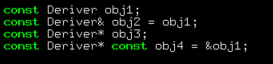 const Deriver obj1;
const Deriver& obj2 = obj1;
const Deriver* obj3;
const Deriver* const obj4 = &obj1;